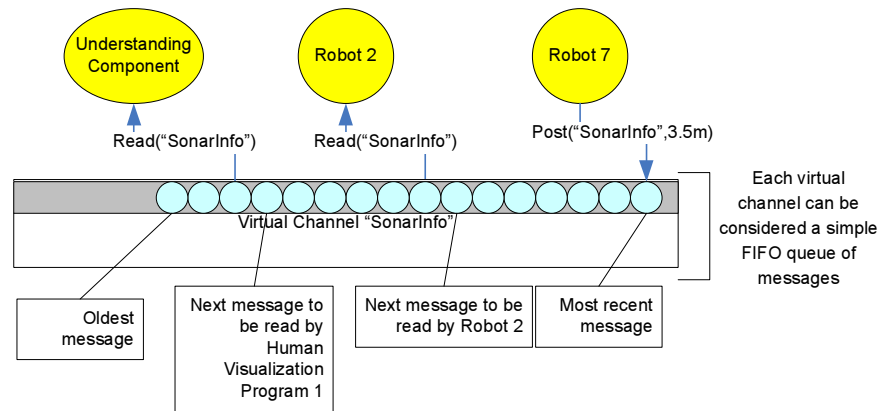 Understanding
Component
Robot 2
Robot 7
Read(“SonarInfo”)
Read(“SonarInfo”)
Post(“SonarInfo”,3.5m)
Virtual Channel “SonarInfo”
Each virtual
channel can be
considered a simple
FIFO queue of
messages
Oldest
message
Next message to
be read by
Human
Visualization
Program 1
Next message to be
read by Robot 2
Most recent
message